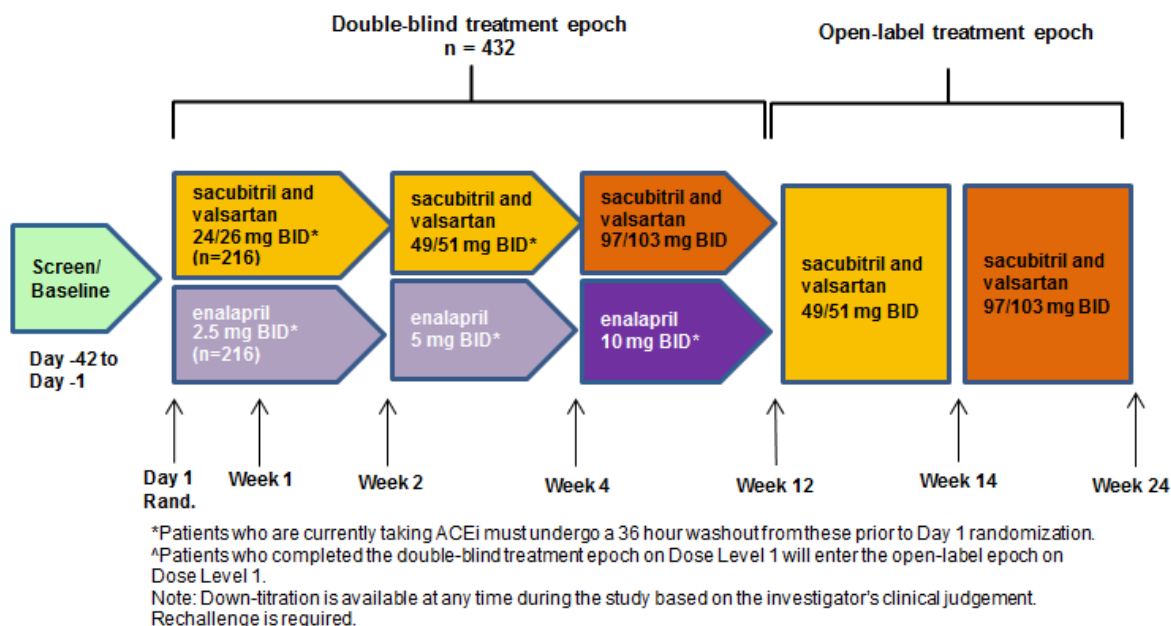 Double-blind treatment epoch
n = 432
Open-label treatment epoch
Screen/
Baseline
Day -42 to
Day -1
sacubitril and
valsartan
24/26 mg BID*
(n=216)
sacubitril and
valsartan
49/51 mg BID*
sacubitril and
valsartan
97/103 mg BID
enalapril
2.5 mg BID*
(n=216)
enalapril
5 mg BID*
enalapril
10 mg BID*
sacubitril and
valsartan
49/51 mg BID
sacubitril and
valsartan
97/103 mg BID
Day 1
Rand.
Week 1
Week 2
Week 4
Week 12
Week 14
Week 24
*Patients who are currently taking ACEi must undergo a 36 hour washout from these prior to Day 1 randomization.
^Patients who completed the double-blind treatment epoch on Dose Level 1 will enter the open-label epoch on
Dose Level 1.
Note: Down-titration is available at any time during the study based on the investigator's clinical judgement.
Rechallenge is required.